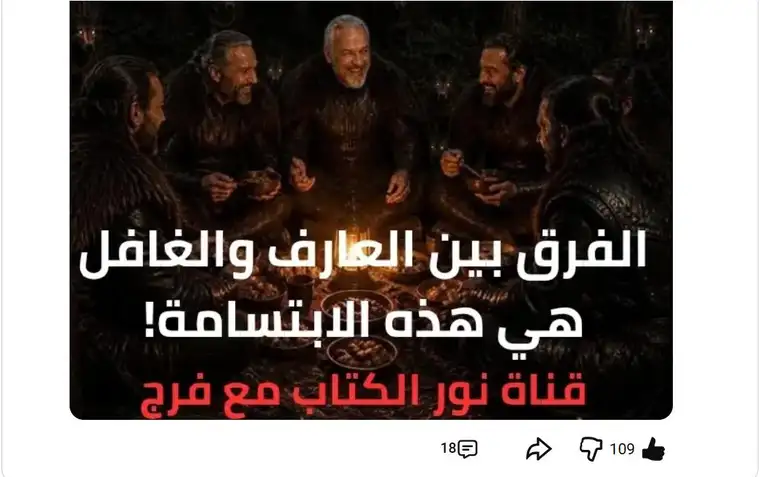 الفرق بين العارف والغافل
هي هذه الابتسامة!
قناة نور الكتاب مع فرج
109
18